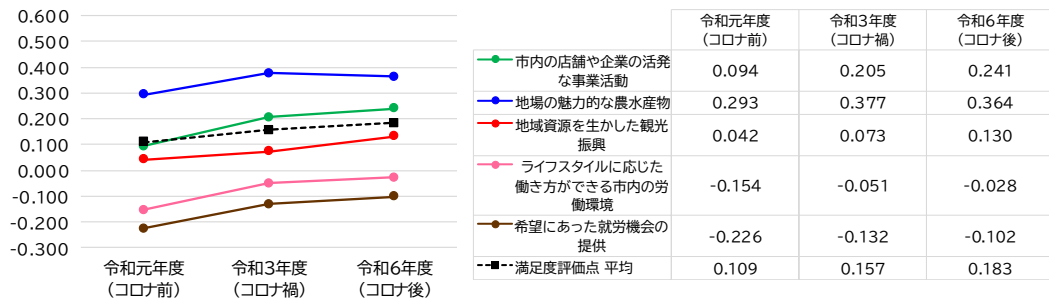 0.600
0.500
0.400
0.300
0.200
0.100
0.000
-0.100
-0.200
-0.300
令和元年度
（コロナ前）
令和3年度
（コロナ禍）
令和6年度
（コロナ後）
令和元年度
（コロナ前）
令和3年度
（コロナ禍）
令和6年度
（コロナ後）
市内の店舗や企業の活発
な事業活動
0.094 0.205 0.241
地場の魅力的な農水産物 0.293 0.377 0.364
地域資源を生かした観光
振興
0.042 0.073 0.130
ライフスタイルに応じた
働き方ができる市内の労
働環境
-0.154 -0.051 -0.028
希望にあった就労機会の
提供
-0.226 -0.132 -0.102
満足度評価点 平均 0.109 0.157 0.183